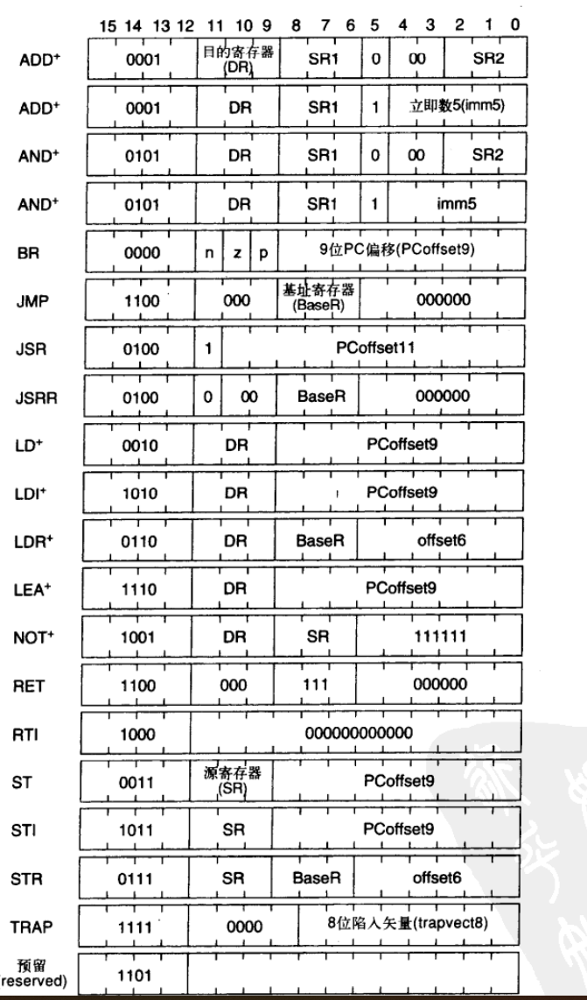 15 14 13 12 11 10 9 8 7 6 5 4 3 2 1 0
ADD+ 0001 目的寄存器(DR) SR1 0 00 SR2
ADD+ 0001 DR SR1 1 立即数5(imm5)
AND+ 0101 DR SR1 0 00 SR2
AND+ 0101 DR SR1 1 imm5
BR 0000 n z p 9位PC偏移(PCoffset9)
JMP 1100 000 基址寄存器(BaseR) 000000
JSR 0100 1 PCoffset11
JSRR 0100 0 00 BaseR 000000
LD+ 0010 DR PCoffset9
LDI+ 1010 DR PCoffset9
LDR+ 0110 DR BaseR offset6
LEA+ 1110 DR PCoffset9
NOT+ 1001 DR SR 111111
RET 1100 000 111 000000
RTI 1000 000000000000
ST 0011 源寄存器(SR) PCoffset9
STI 1011 SR PCoffset9
STR 0111 SR BaseR offset6
TRAP 1111 0000 8位陷入矢量(trapvect8)
预留 1101
reserved)